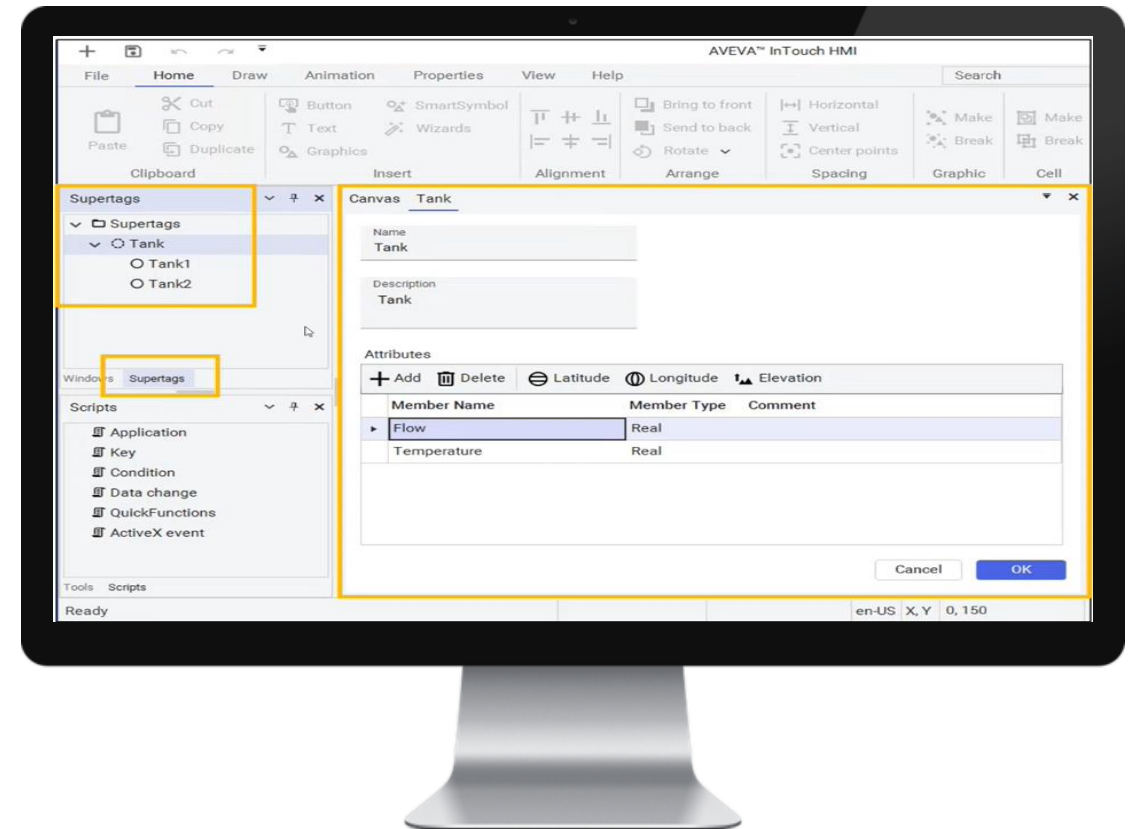 AVEVA™ InTouch HMI
File Home Draw Animation Properties View Help Search
Paste
Cut
Copy
Duplicate
Clipboard
Button
Text
Graphics
SmartSymbol
Wizards
Insert
Alignment
Bring to front
Send to back
Rotate
Arrange
Horizontal
Vertical
Center points
Spacing
Make
Break
Graphic
Make
Break
Cell
Supertags
Supertags
Tank
Tank1
Tank2
Windows Supertags
Scripts
Application
Key
Condition
Data change
QuickFunctions
ActiveX event
Tools Scripts
Canvas Tank
Name
Tank
Description
Tank
Attributes
Add Delete Latitude Longitude Elevation
Member Name Member Type Comment
Flow Real
Temperature Real
Cancel OK
Ready en-US X, Y 0, 150